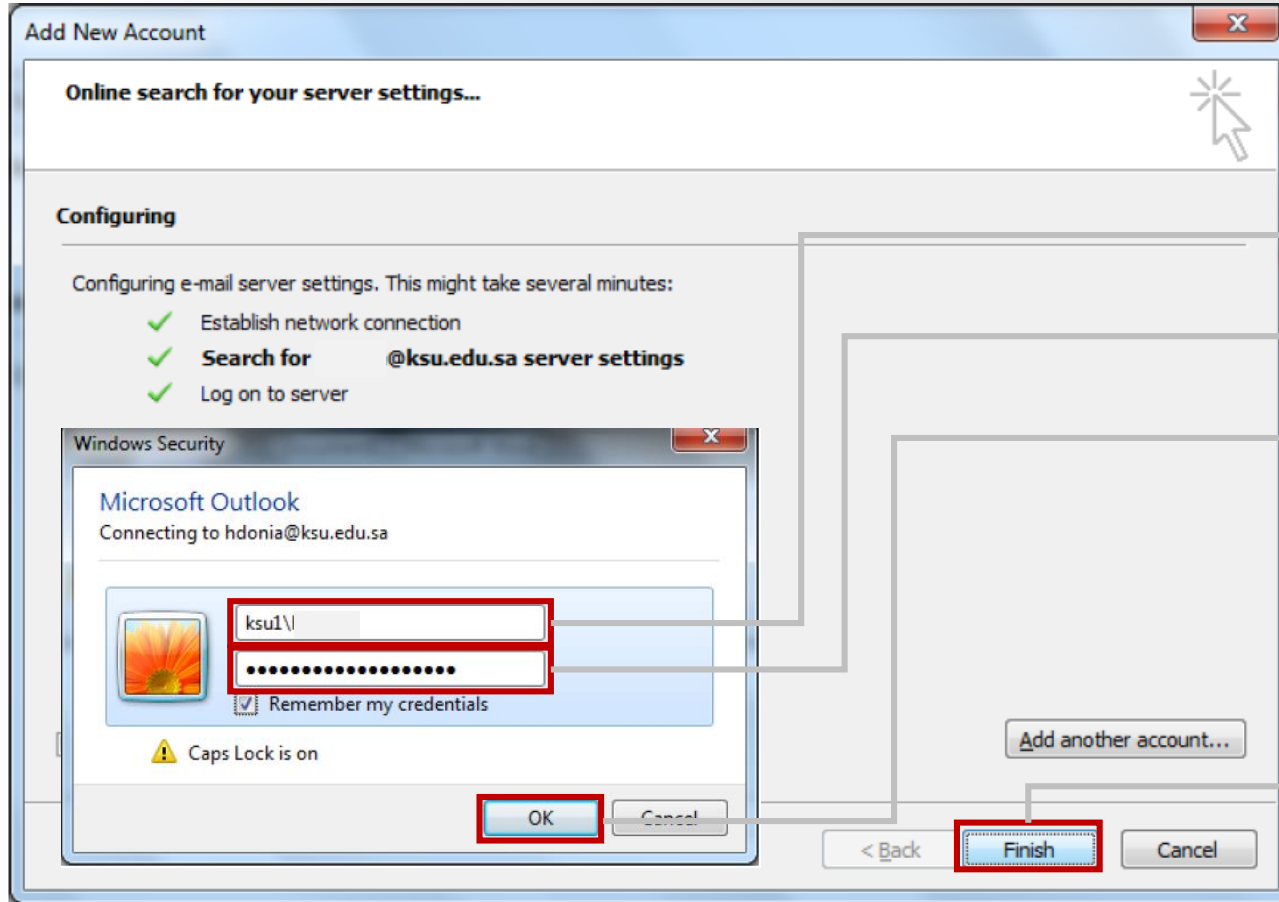 Add New Account
Online search for your server settings...
Configuring
Configuring e-mail server settings. This might take several minutes:
Establish network connection
Search for @ksu.edu.sa server settings
Log on to server
Windows Security
Microsoft Outlook
Connecting to hdonia@ksu.edu.sa
ksu1\
●●●●●●●●●●●●●●●●●●●
Remember my credentials
Caps Lock is on
OK Cancel
Add another account...
< Back Finish Cancel